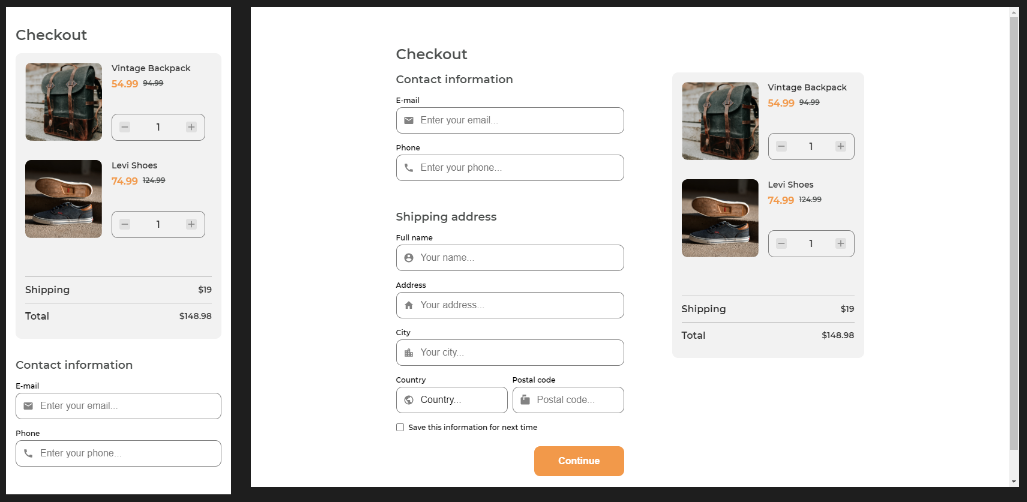 Checkout
Vintage Backpack
54.99 94.99
1
Levi Shoes
74.99 124.99
1
Shipping $19
Total $148.98
Contact information
E-mail
Enter your email...
Phone
Enter your phone...
Checkout
Contact information
E-mail
Enter your email...
Phone
Enter your phone...
Shipping address
Full name
Your name...
Address
Your address...
City
Your city...
Country Postal code
Country... Postal code...
Save this information for next time
Continue
Vintage Backpack
54.99 94.99
1
Levi Shoes
74.99 124.99
1
Shipping $19
Total $148.98